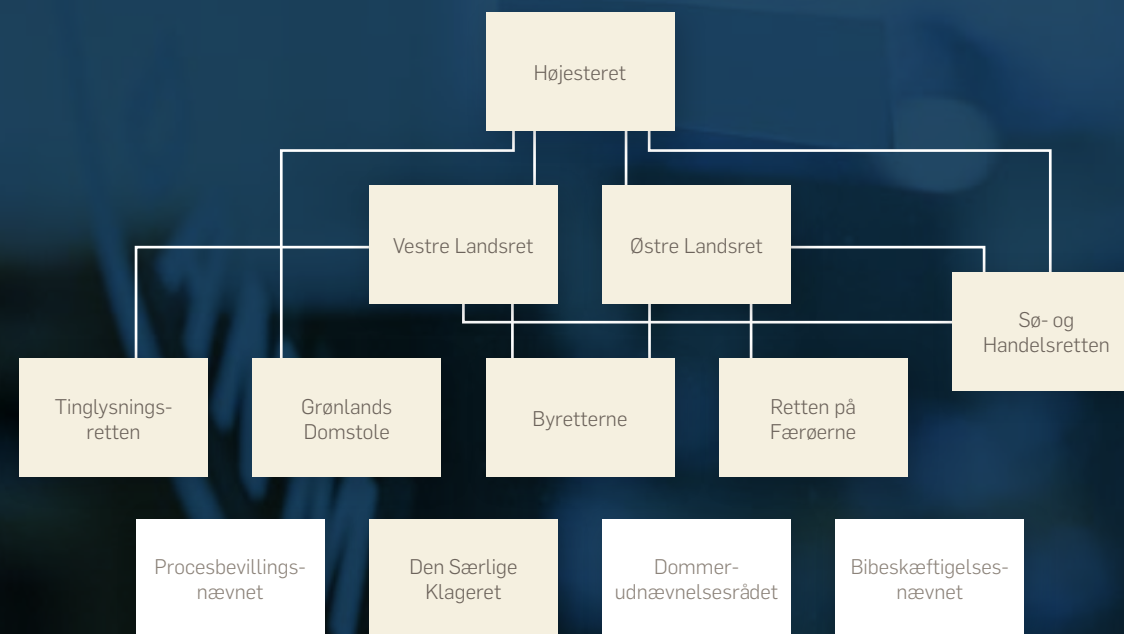 Højesteret
Vestre Landsret
Østre Landsret
Sø- og
Handelsretten
Tinglysnings-
retten
Grønlands
Domstole
Byretterne
Retten på
Færøerne
Procesbevillings-
nævnet
Den Særlige
Klageret
Dommer-
udnævnelsesrådet
Bibeskæftigelses-
nævnet